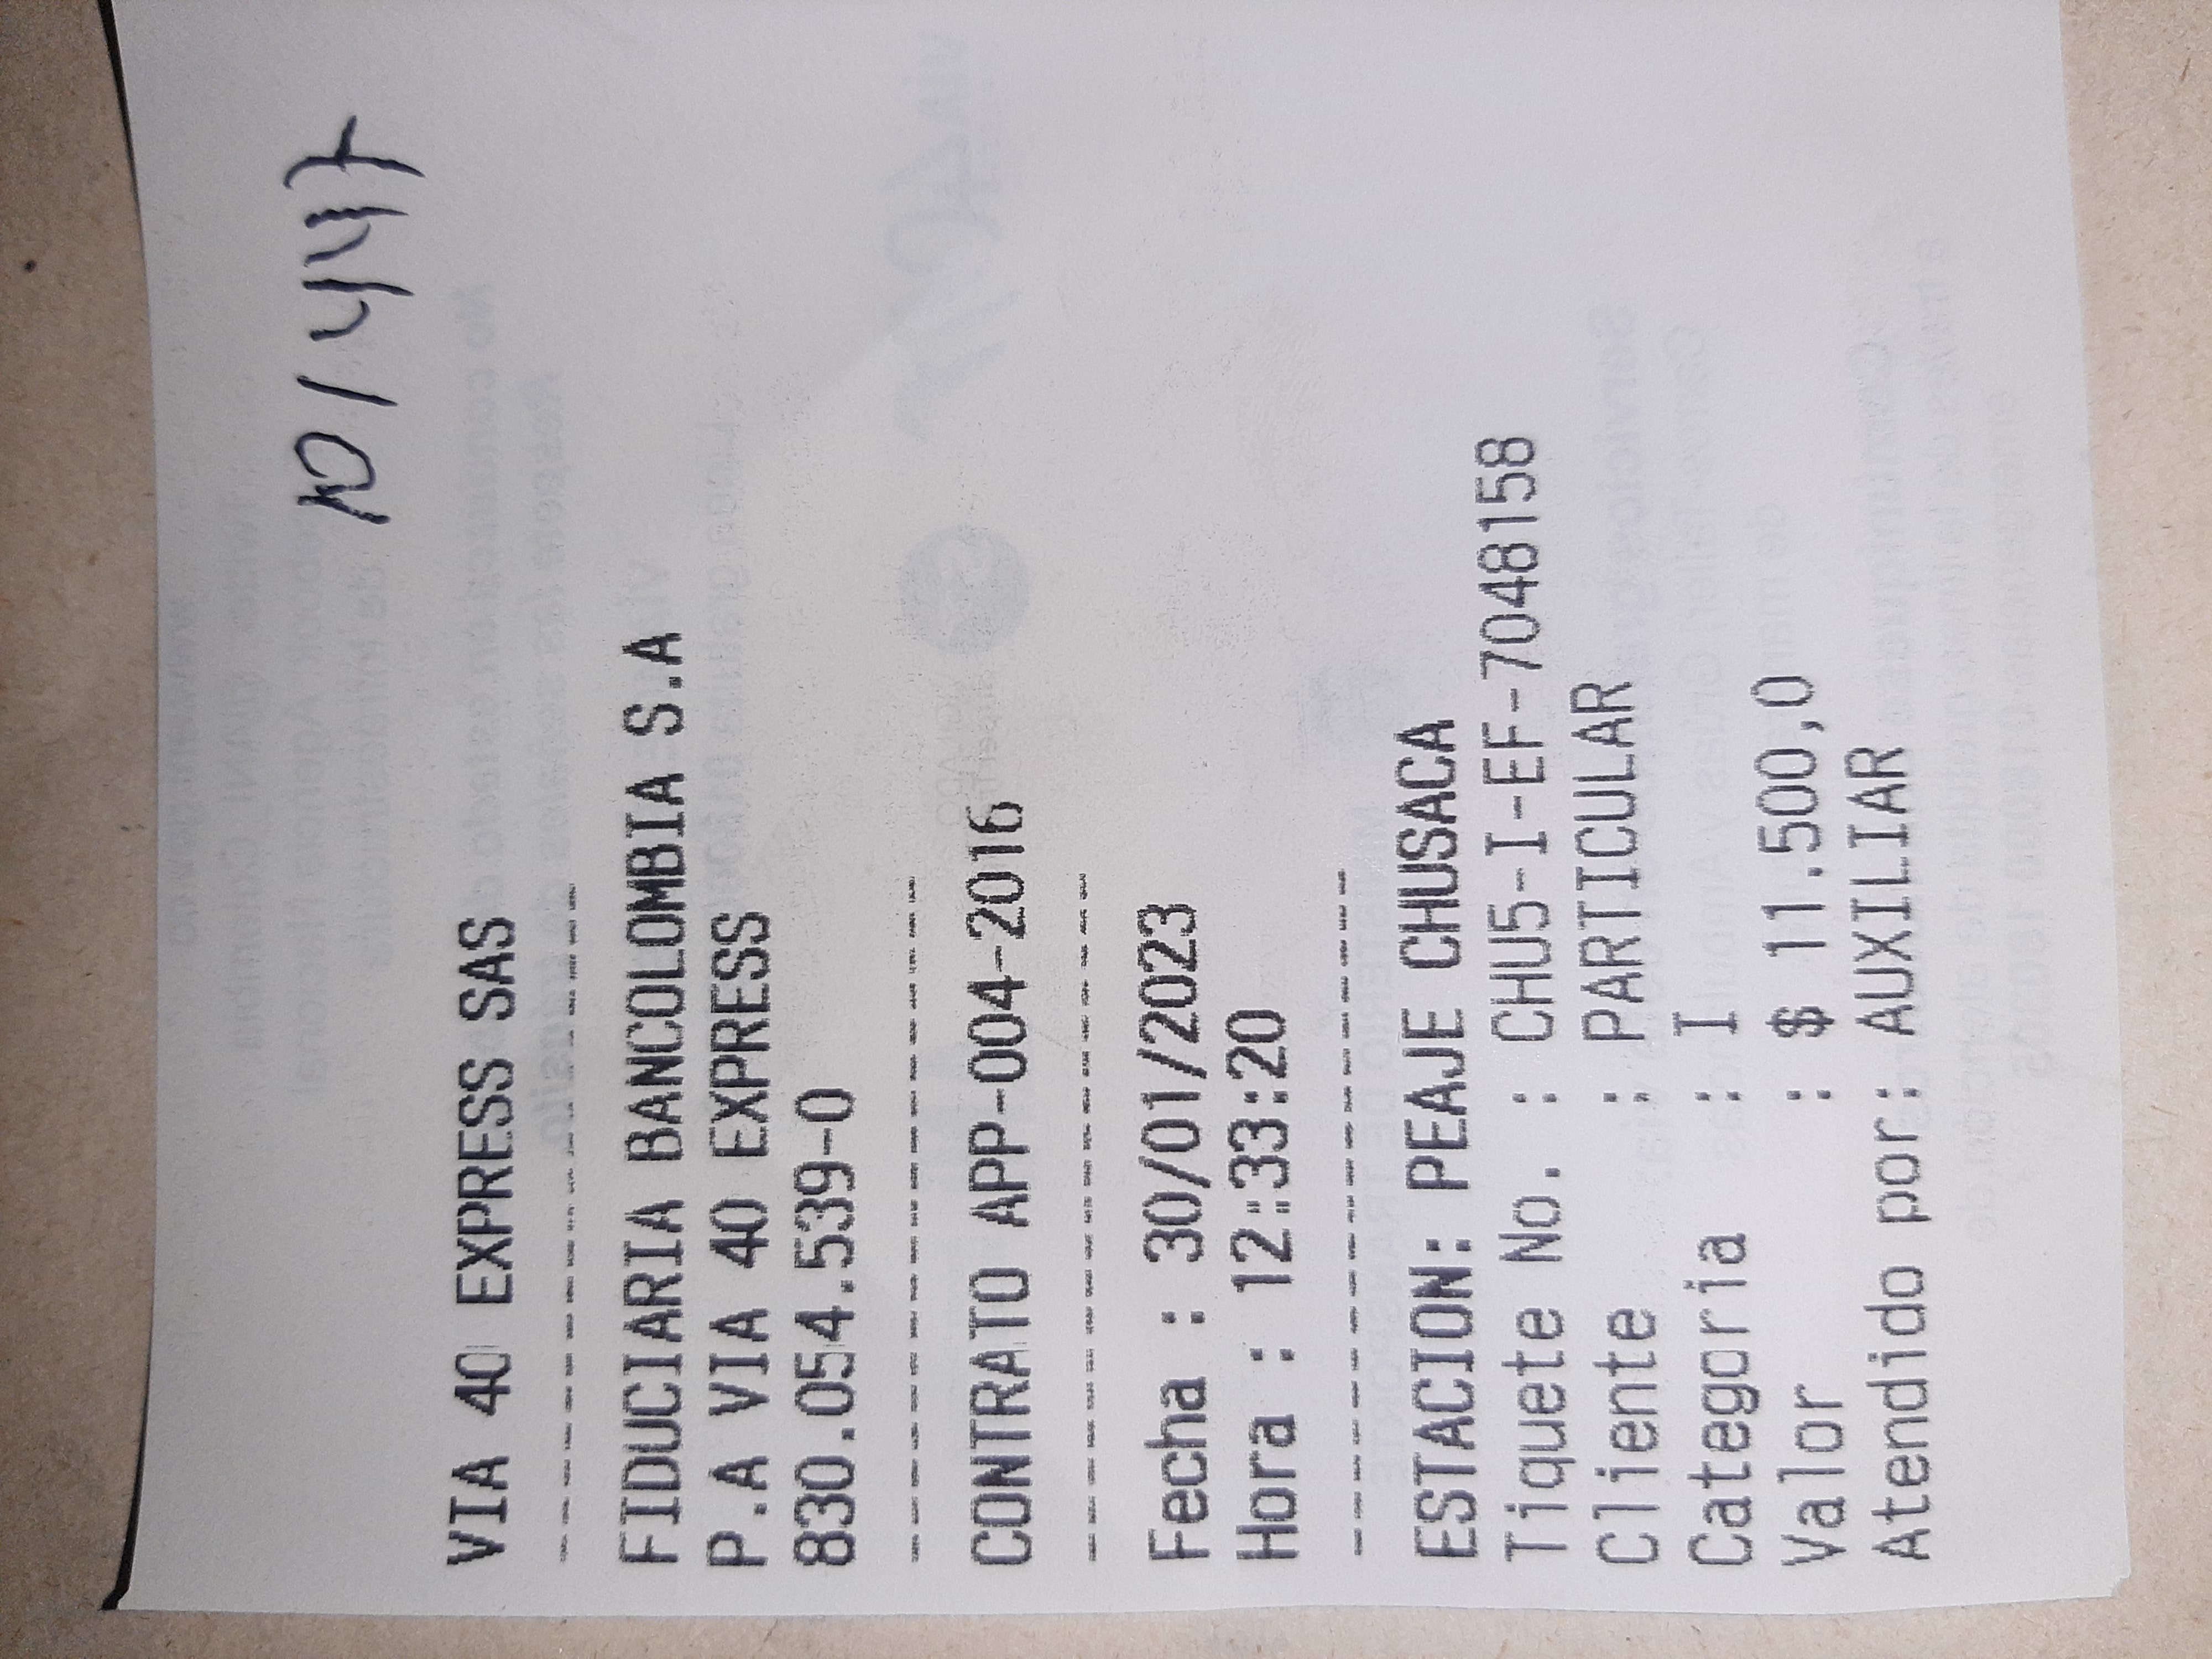 VIA 40 EXPRESS SAS
FIDUCIARIA BANCOLOMBIA S.A
P.A VIA 40 EXPRESS
830.054.539-0
CONTRATO APP-004-2016
Fecha : 30/01/2023
Hora : 12:33:20
ESTACION: PEAJE CHUSACA
Tiquete No. : CHU5-I-EF-7048158
Cliente : PARTICULAR
Categoria : I
Valor : $ 11.500,0
Atendido por: AUXILIAR